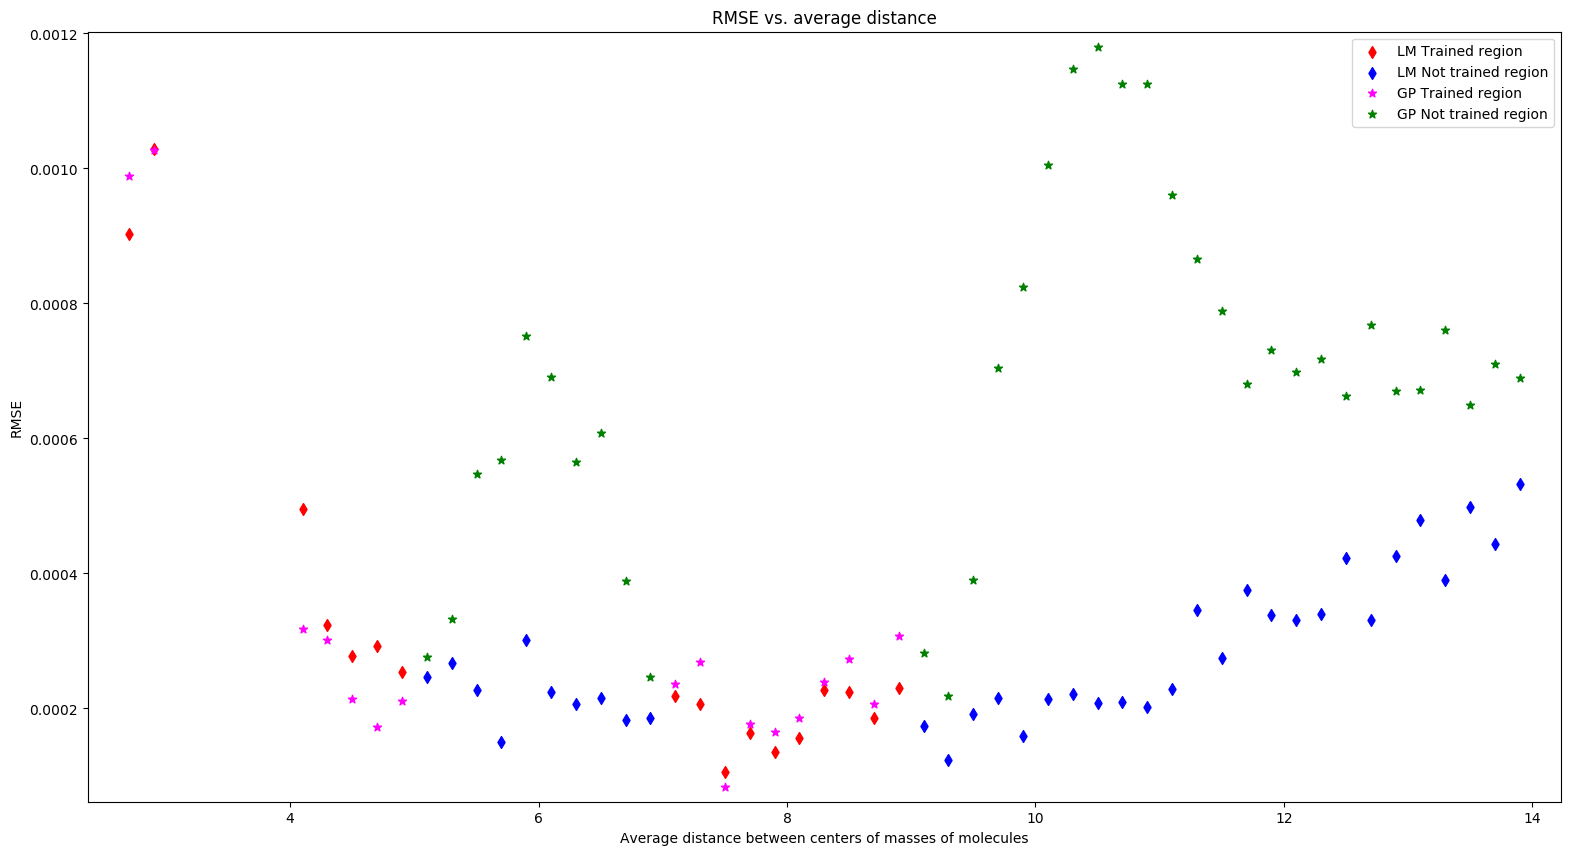 RMSE vs. average distance
LM Trained region
LM Not trained region
GP Trained region
GP Not trained region
RMSE
0.0012
0.0010
0.0008
0.0006
0.0004
0.0002
4 6 8 10 12 14
Average distance between centers of masses of molecules